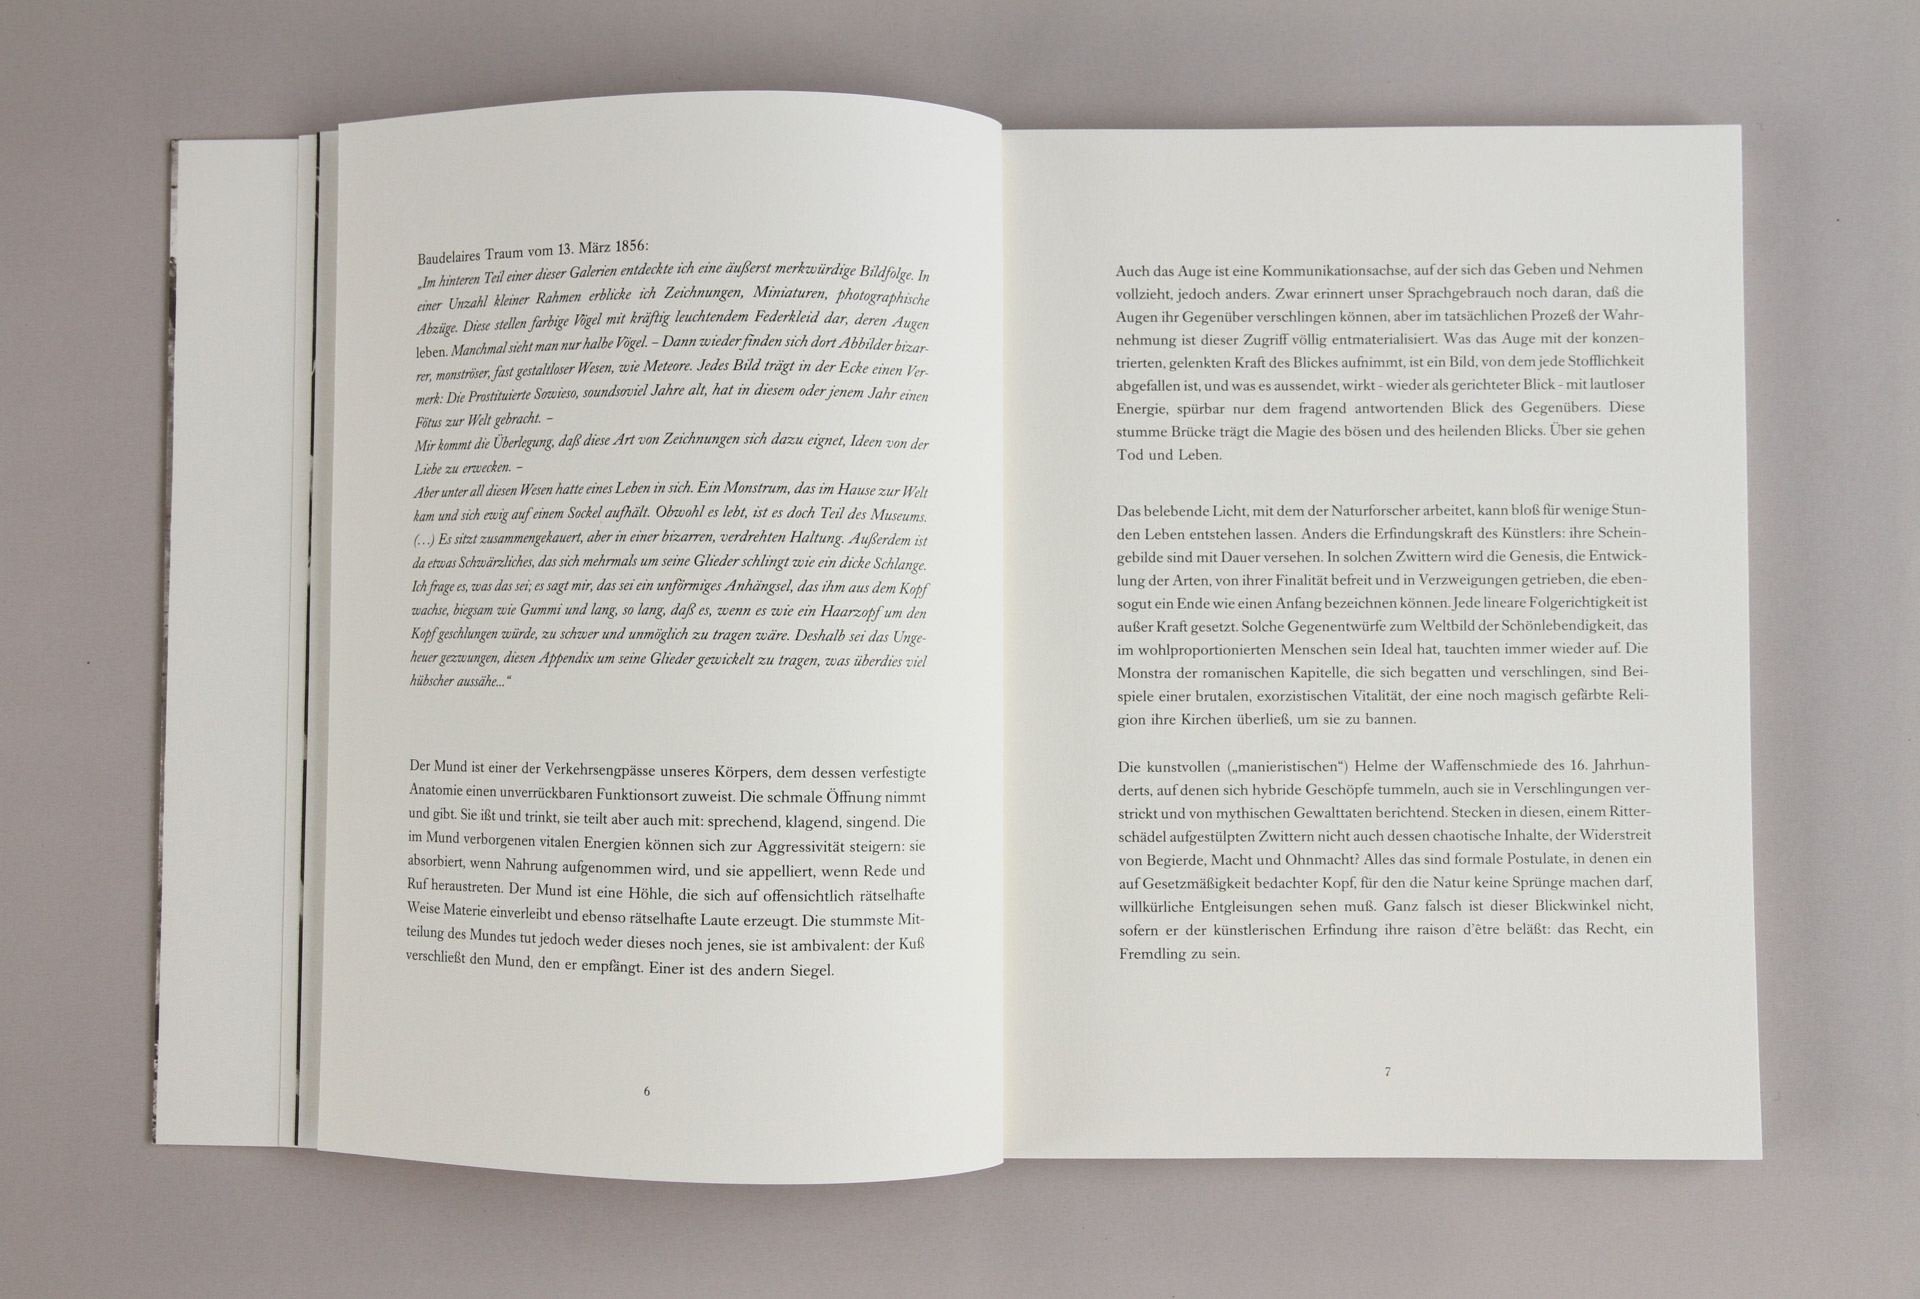 Baudelaires Traum vom 13. März 1856:
„Im hinteren Teil einer dieser Galerien entdeckte ich eine äußerst merkwürdige Bildfolge. In
einer Unzahl kleiner Rahmen erblicke ich Zeichnungen, Miniaturen, photographische
Abzüge. Diese stellen farbige Vögel mit kräftig leuchtendem Federkleid dar, deren Augen
leben. Manchmal sieht man nur halbe Vögel. – Dann wieder finden sich dort Abbilder bizar-
rer, monströser, fast gestaltloser Wesen, wie Meteore. Jedes Bild trägt in der Ecke einen Ver-
merk: Die Prostituierte Sowieso, soundsoviel Jahre alt, hat in diesem oder jenem Jahr einen
Fötus zur Welt gebracht. –
Mir kommt die Überlegung, daß diese Art von Zeichnungen sich dazu eignet, Ideen von der
Liebe zu erwecken. –
Aber unter all diesen Wesen hatte eines Leben in sich. Ein Monstrum, das im Hause zur Welt
kam und sich ewig auf einem Sockel aufhält. Obwohl es lebt, ist es doch Teil des Museums.
(…) Es sitzt zusammengekauert, aber in einer bizarren, verdrehten Haltung. Außerdem ist
da etwas Schwärzliches, das sich mehrmals um seine Glieder schlingt wie ein dicke Schlange.
Ich frage es, was das sei; es sagt mir, das sei ein unförmiges Anhängsel, das ihm aus dem Kopf
wachse, biegsam wie Gummi und lang, so lang, daß es, wenn es wie ein Haarzopf um den
Kopf geschlungen würde, zu schwer und unmöglich zu tragen wäre. Deshalb sei das Unge-
heuer gezwungen, diesen Appendix um seine Glieder gewickelt zu tragen, was überdies viel
hübscher aussähe...“
Der Mund ist einer der Verkehrsengpässe unseres Körpers, dem dessen verfestigte
Anatomie einen unverrückbaren Funktionsort zuweist. Die schmale Öffnung nimmt
und gibt. Sie ißt und trinkt, sie teilt aber auch mit: sprechend, klagend, singend. Die
im Mund verborgenen vitalen Energien können sich zur Aggressivität steigern: sie
absorbiert, wenn Nahrung aufgenommen wird, und sie appelliert, wenn Rede und
Ruf heraustreten. Der Mund ist eine Höhle, die sich auf offensichtlich rätselhafte
Weise Materie einverleibt und ebenso rätselhafte Laute erzeugt. Die stummste Mit-
teilung des Mundes tut jedoch weder dieses noch jenes, sie ist ambivalent: der Kuß
verschließt den Mund, den er empfängt. Einer ist des andern Siegel.
6
Auch das Auge ist eine Kommunikationsachse, auf der sich das Geben und Nehmen
vollzieht, jedoch anders. Zwar erinnert unser Sprachgebrauch noch daran, daß die
Augen ihr Gegenüber verschlingen können, aber im tatsächlichen Prozeß der Wahr-
nehmung ist dieser Zugriff völlig entmaterialisiert. Was das Auge mit der konzen-
trierten, gelenkten Kraft des Blickes aufnimmt, ist ein Bild, von dem jede Stofflichkeit
abgefallen ist, und was es aussendet, wirkt - wieder als gerichteter Blick - mit lautloser
Energie, spürbar nur dem fragend antwortenden Blick des Gegenübers. Diese
stumme Brücke trägt die Magie des bösen und des heilenden Blicks. Über sie gehen
Tod und Leben.
Das belebende Licht, mit dem der Naturforscher arbeitet, kann bloß für wenige Stun-
den Leben entstehen lassen. Anders die Erfindungskraft des Künstlers: ihre Schein-
gebilde sind mit Dauer versehen. In solchen Zwittern wird die Genesis, die Entwick-
lung der Arten, von ihrer Finalität befreit und in Verzweigungen getrieben, die eben-
sogut ein Ende wie einen Anfang bezeichnen können. Jede lineare Folgerichtigkeit ist
außer Kraft gesetzt. Solche Gegenentwürfe zum Weltbild der Schönlebendigkeit, das
im wohlproportionierten Menschen sein Ideal hat, tauchten immer wieder auf. Die
Monstra der romanischen Kapitelle, die sich begatten und verschlingen, sind Bei-
spiele einer brutalen, exorzistischen Vitalität, der eine noch magisch gefärbte Reli-
gion ihre Kirchen überließ, um sie zu bannen.
Die kunstvollen („manieristischen“) Helme der Waffenschmiede des 16. Jahrhun-
derts, auf denen sich hybride Geschöpfe tummeln, auch sie in Verschlingungen ver-
strickt und von mythischen Gewalttaten berichtend. Stecken in diesen, einem Ritter-
schädel aufgestülpten Zwittern nicht auch dessen chaotische Inhalte, der Widerstreit
von Begierde, Macht und Ohnmacht? Alles das sind formale Postulate, in denen ein
auf Gesetzmäßigkeit bedachter Kopf, für den die Natur keine Sprünge machen darf,
willkürliche Entgleisungen sehen muß. Ganz falsch ist dieser Blickwinkel nicht,
sofern er der künstlerischen Erfindung ihre raison d'être beläßt: das Recht, ein
Fremdling zu sein.
7